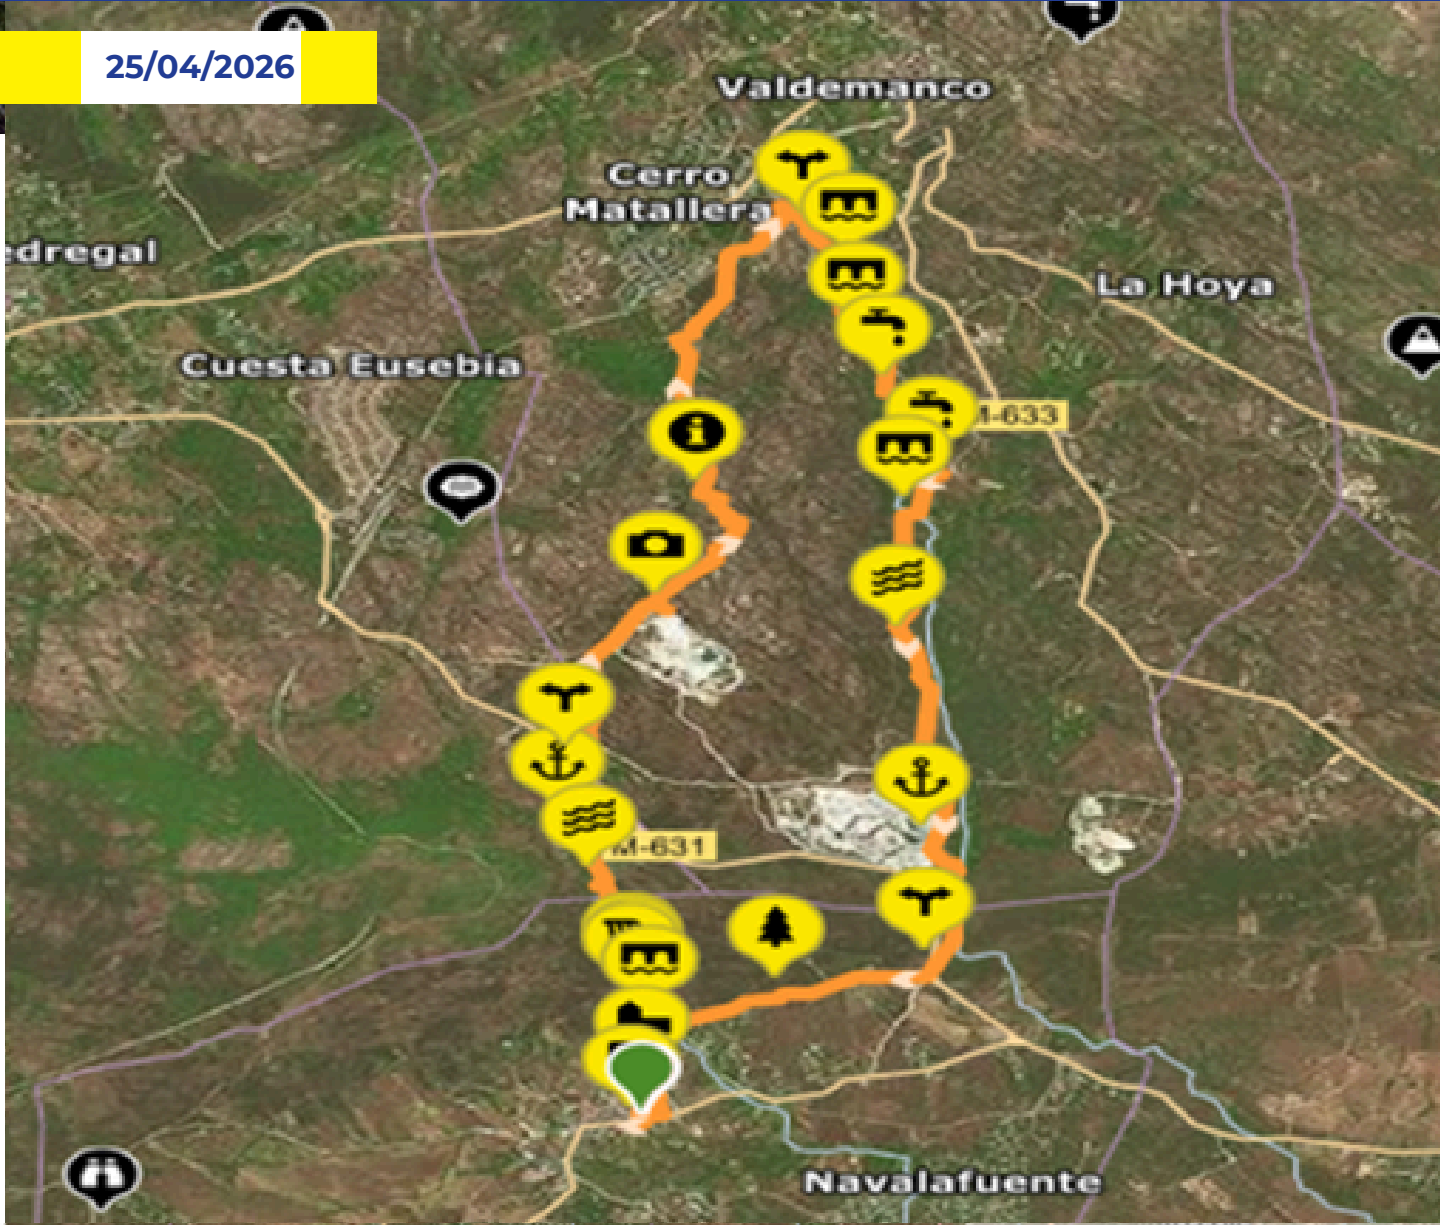 25/04/2026
Valdemanco
Cerro
Matallera
edregal
La Hoya
Cuesta Eusebia
M-633
M-631
Navalafuente